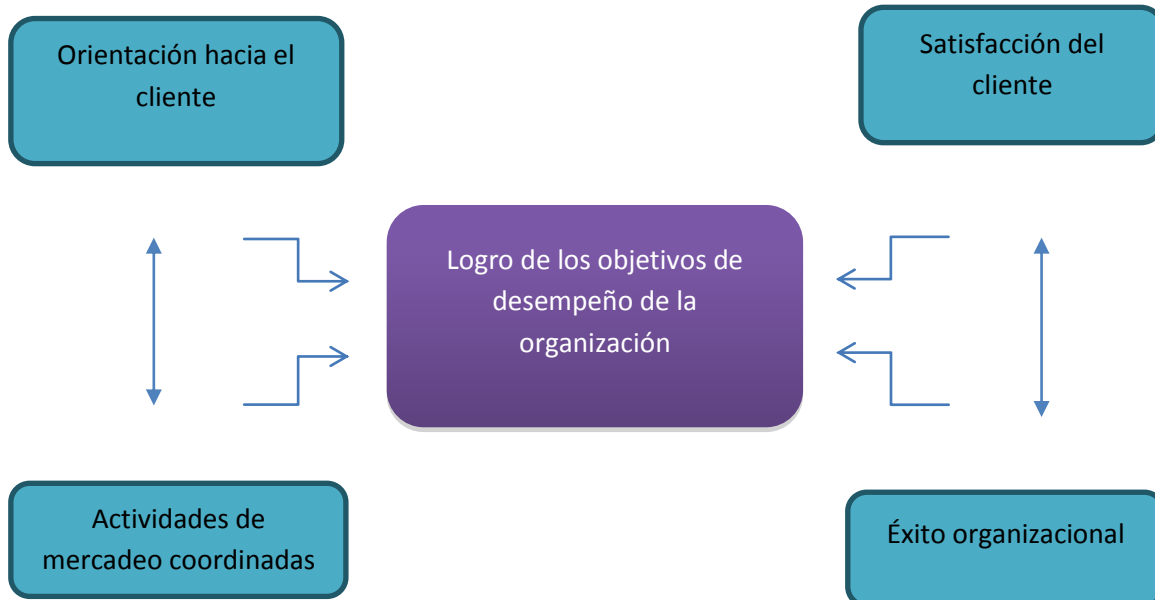 Orientación hacia el
cliente
Satisfacción del
cliente
Logro de los objetivos de
desempeño de la
organización
Actividades de
mercadeo coordinadas
Éxito organizacional